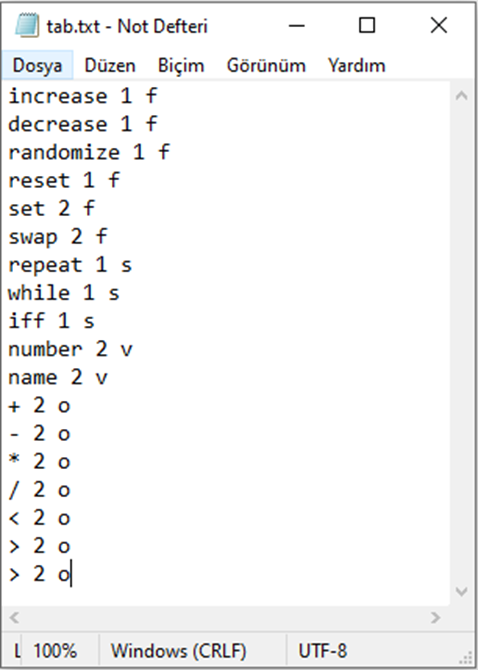 tab.txt - Not Defteri
Dosya Düzen Biçim Görünüm Yardım
increase 1 f
decrease 1 f
randomize 1 f
reset 1 f
set 2 f
swap 2 f
repeat 1 s
while 1 s
iff 1 s
number 2 v
name 2 v
+ 2 o
- 2 o
* 2 o
/ 2 o
< 2 o
> 2 o
> 2 o
100% Windows (CRLF) UTF-8